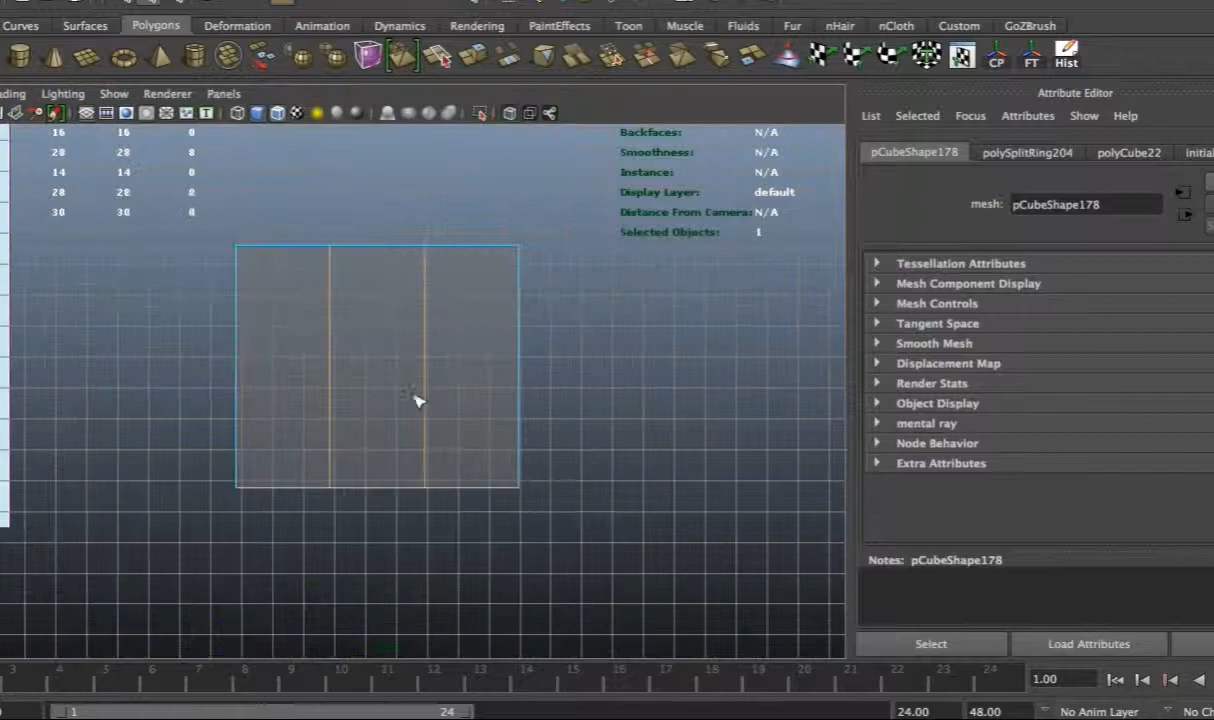 Curves Surfaces Polygons Deformation Animation Dynamics Rendering PaintEffects Toon Muscle Fluids Fur nHair nCloth Custom GoZBrush
CP FT Hist
ding Lighting Show Renderer Panels
Attribute Editor
List Selected Focus Attributes Show Help
16 16 0
28 28 8
14 14 0
28 28 8
30 30 0
Backfaces: N/A
Smoothness: N/A
Instance: N/A
Display Layer: default
Distance From Camera: N/A
Selected Objects: 1
pCubeShape178 polySplitRing204 polyCube22 initial
mesh: pCubeShape178
Tessellation Attributes
Mesh Component Display
Mesh Controls
Tangent Space
Smooth Mesh
Displacement Map
Render Stats
Object Display
mental ray
Node Behavior
Extra Attributes
Notes: pCubeShape178
Select Load Attributes
3 4 5 6 7 8 9 10 11 12 13 14 15 16 17 18 19 20 21 22 23 24
1.00
1 24 24.00 48.00 No Anim Layer No Ch